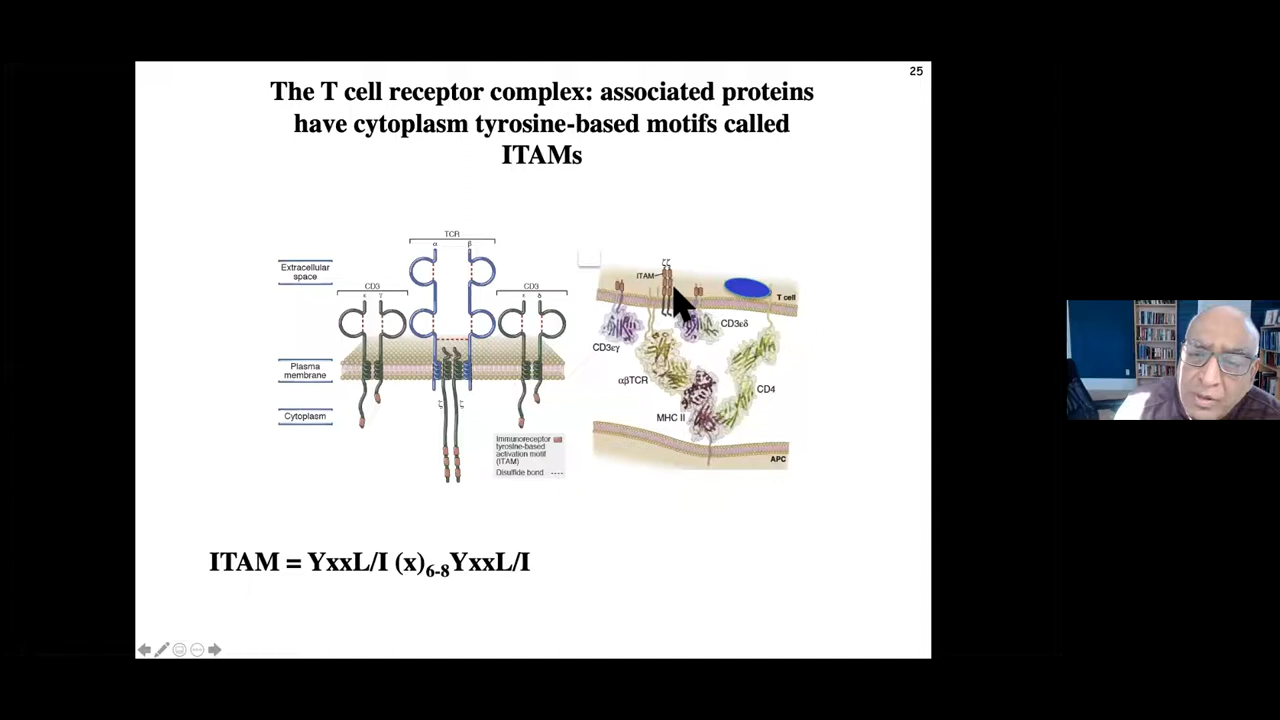 25
The T cell receptor complex: associated proteins
have cytoplasm tyrosine-based motifs called
ITAMs
TCR
α β
Extracellular
space
CD3
ε γ
CD3
ε δ
Plasma
membrane
Cytoplasm
ζ ζ
Immunoreceptor
tyrosine-based
activation motif
(ITAM)
Disulfide bond
ζζ
ITAM
T cell
CD3εδ
CD3εγ
αβTCR
CD4
MHC II
APC
ITAM = YxxL/I (x)6-8YxxL/I